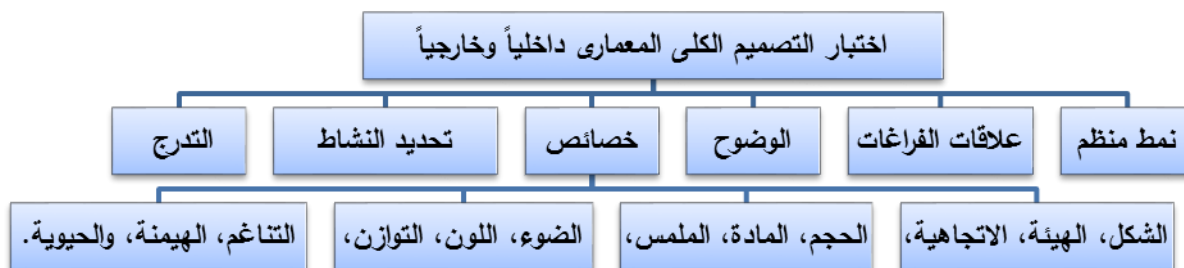 اختبار التصميم الكلى المعمارى داخلياً وخارجياً
نمط منظم
علاقات الفراغات
الوضوح
خصائص
تحديد النشاط
التدرج
الشكل، الهيئة، الاتجاهية،
الحجم، المادة، الملمس،
الضوء، اللون، التوازن،
التناغم، الهيمنة، والحيوية.